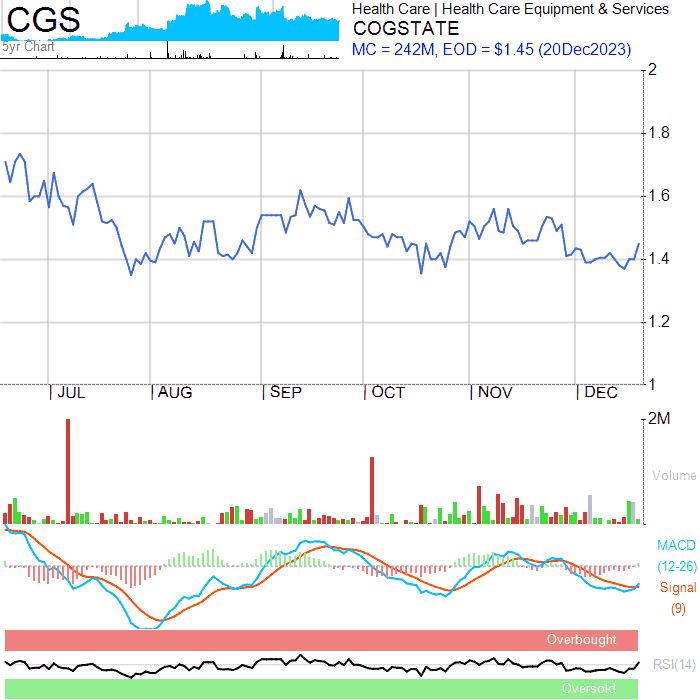 CGS
5yr Chart
Health Care | Health Care Equipment & Services
COGSTATE
MC = 242M, EOD = $1.45 (20Dec2023)
2
1.8
1.6
1.4
1.2
1
JUL AUG SEP OCT NOV DEC
2M
Volume
MACD
(12-26)
Signal
(9)
Overbought
RSI(14)
Oversold